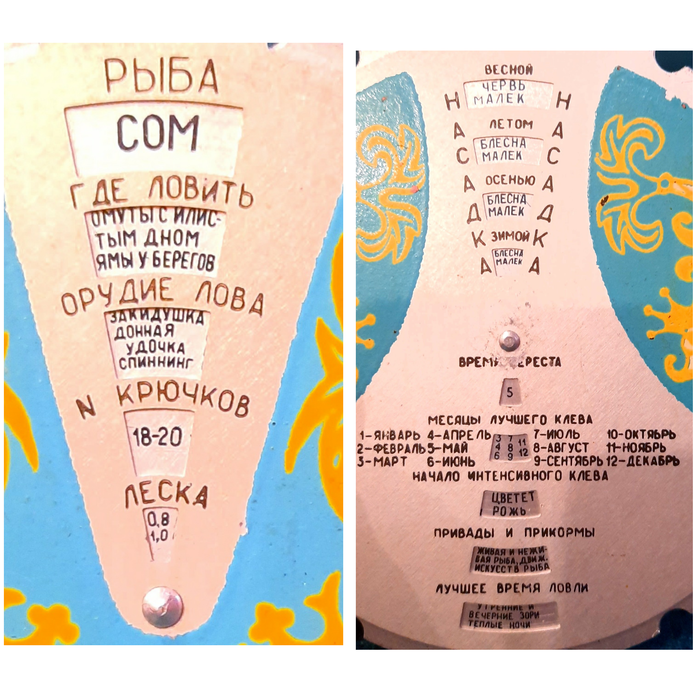 РЫБА
СОМ
ГДЕ ЛОВИТЬ
ОМУТЫ С ИЛИС-
ТЫМ ДНОМ
ЯМЫ У БЕРЕГОВ
ОРУДИЕ ЛОВА
ЗАКИДУШКА
ДОННАЯ
УДОЧКА
СПИННИНГ
N КРЮЧКОВ
18-20
ЛЕСКА
0,8
1,0
ВЕСНОЙ
ЧЕРВЬ
МАЛЕК
НАСАДКА НАСАДКА
ЛЕТОМ
БЛЕСНА
МАЛЕК
ОСЕНЬЮ
БЛЕСНА
МАЛЕК
ЗИМОЙ
БЛЕСНА
МАЛЕК
ВРЕМЯ НЕРЕСТА
5
МЕСЯЦЫ ЛУЧШЕГО КЛЕВА
1-ЯНВАРЬ 4-АПРЕЛЬ 3 7 11 7-ИЮЛЬ 10-ОКТЯБРЬ
2-ФЕВРАЛЬ 5-МАЙ 4 8 12 8-АВГУСТ 11-НОЯБРЬ
3-МАРТ 6-ИЮНЬ 6 9 9-СЕНТЯБРЬ 12-ДЕКАБРЬ
НАЧАЛО ИНТЕНСИВНОГО КЛЕВА
ЦВЕТЕТ
РОЖЬ
ПРИВАДЫ И ПРИКОРМЫ
ЖИВАЯ И НЕЖИ-
ВАЯ РЫБА, ДВИЖ.
ИСКУССТВ РЫБА
ЛУЧШЕЕ ВРЕМЯ ЛОВЛИ
УТРЕННИЕ И
ВЕЧЕРНИЕ ЗОРИ
ТЕПЛЫЕ НОЧИ